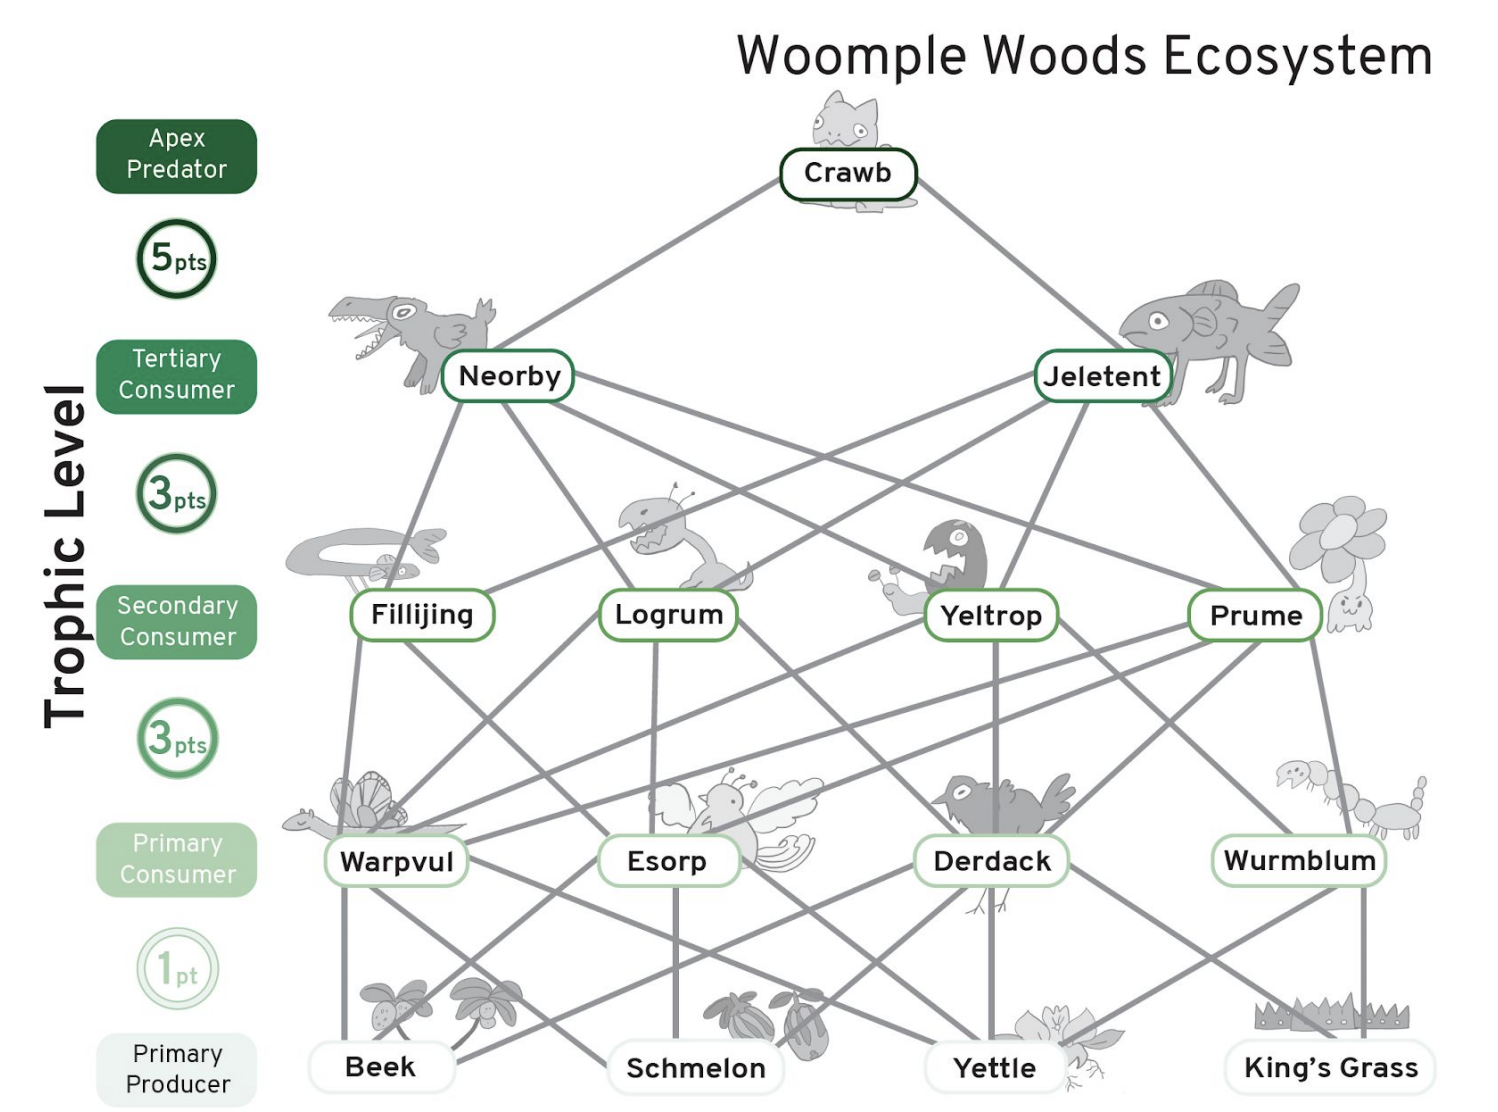 Woomple Woods Ecosystem
Trophic Level
Apex
Predator
5pts
Tertiary
Consumer
3pts
Secondary
Consumer
3pts
Primary
Consumer
1pt
Primary
Producer
Crawb
Neorby
Jeletent
Fillijing
Logrum
Yeltrop
Prume
Warpvul
Esorp
Derdack
Wurmblum
Beek
Schmelon
Yettle
King's Grass